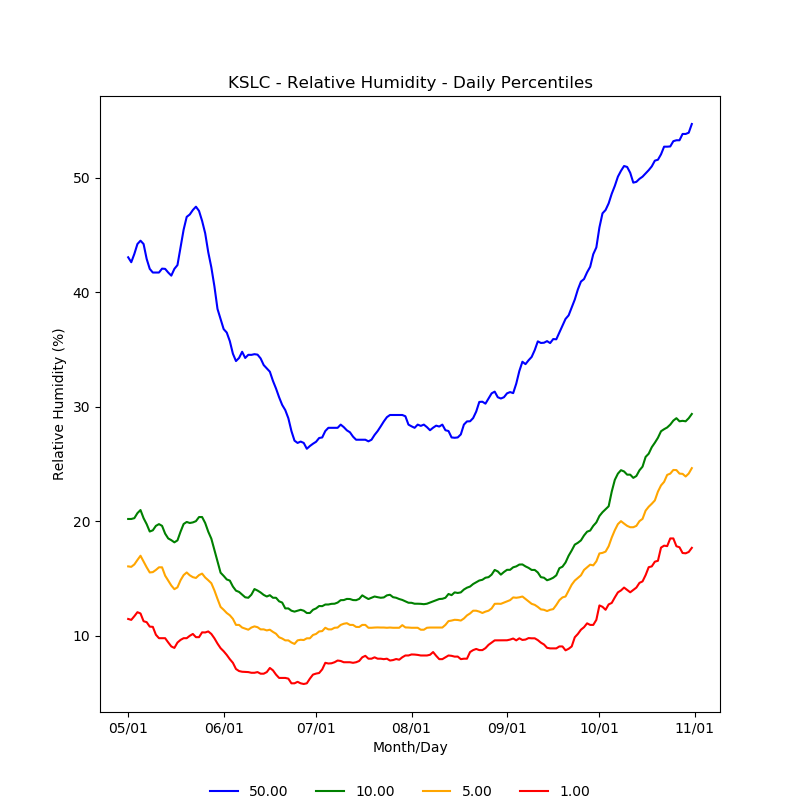 KSLC - Relative Humidity - Daily Percentiles
Relative Humidity (%)
50
40
30
20
10
05/01 06/01 07/01 08/01 09/01 10/01 11/01
Month/Day
50.00 10.00 5.00 1.00